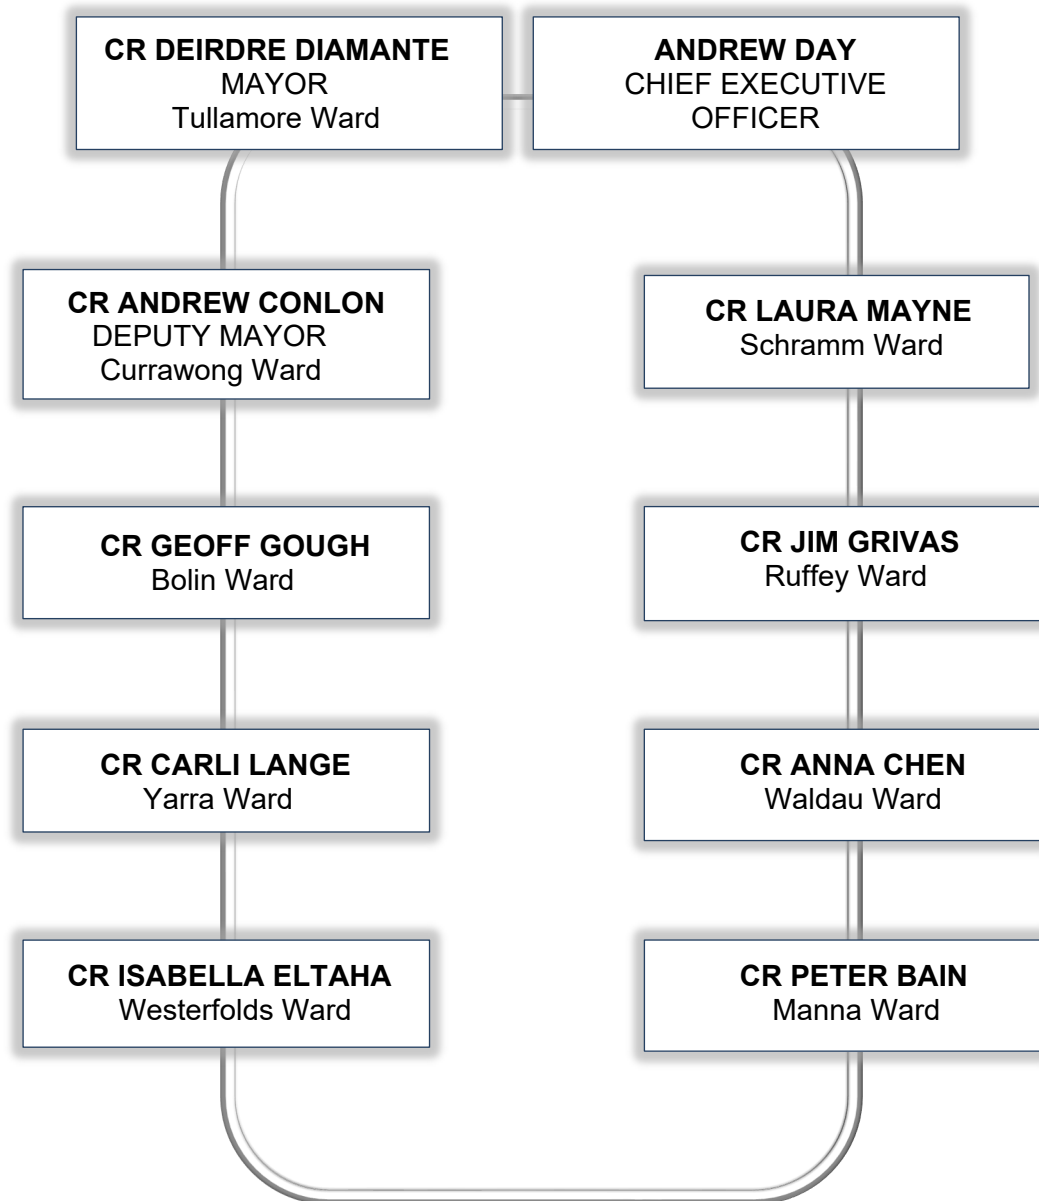 CR DEIRDRE DIAMANTE
MAYOR
Tullamore Ward
ANDREW DAY
CHIEF EXECUTIVE
OFFICER
CR ANDREW CONLON
DEPUTY MAYOR
Currawong Ward
CR LAURA MAYNE
Schramm Ward
CR GEOFF GOUGH
Bolin Ward
CR JIM GRIVAS
Ruffey Ward
CR CARLI LANGE
Yarra Ward
CR ANNA CHEN
Waldau Ward
CR ISABELLA ELTAHA
Westerfolds Ward
CR PETER BAIN
Manna Ward